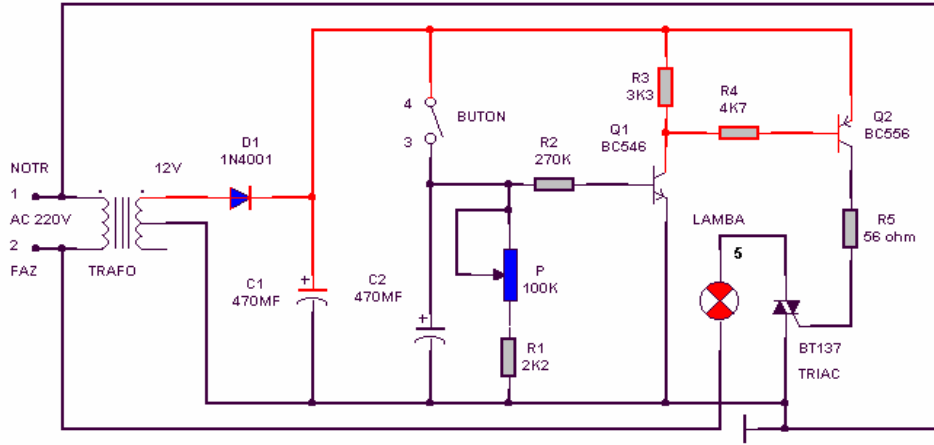 NOTR
1
AC 220V
2
FAZ
TRAFO
12V
D1
1N4001
C1
470MF
C2
470MF
4
BUTON
3
R2
270K
P
100K
R1
2K2
R3
3K3
Q1
BC546
R4
4K7
Q2
BC556
R5
56 ohm
LAMBA
5
BT137
TRIAC
+
+